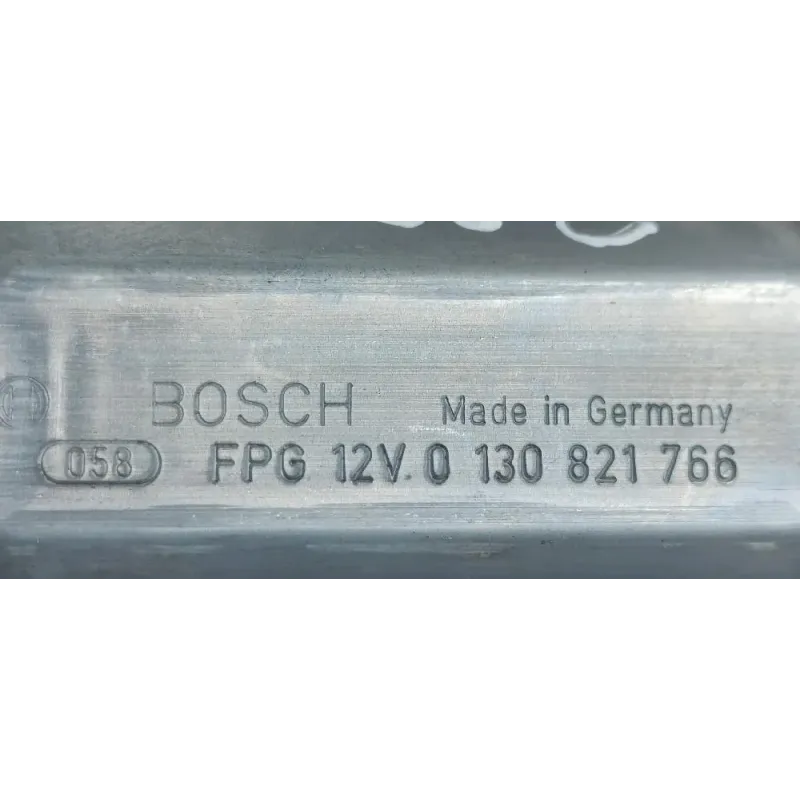 BOSCH Made in Germany
058 FPG 12V 0 130 821 766